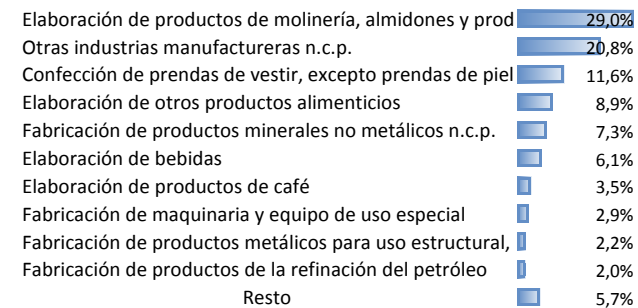 Elaboración de productos de molinería, almidones y prod 29,0%
Otras industrias manufactureras n.c.p. 20,8%
Confección de prendas de vestir, excepto prendas de piel 11,6%
Elaboración de otros productos alimenticios 8,9%
Fabricación de productos minerales no metálicos n.c.p. 7,3%
Elaboración de bebidas 6,1%
Elaboración de productos de café 3,5%
Fabricación de maquinaria y equipo de uso especial 2,9%
Fabricación de productos metálicos para uso estructural, 2,2%
Fabricación de productos de la refinación del petróleo 2,0%
Resto 5,7%